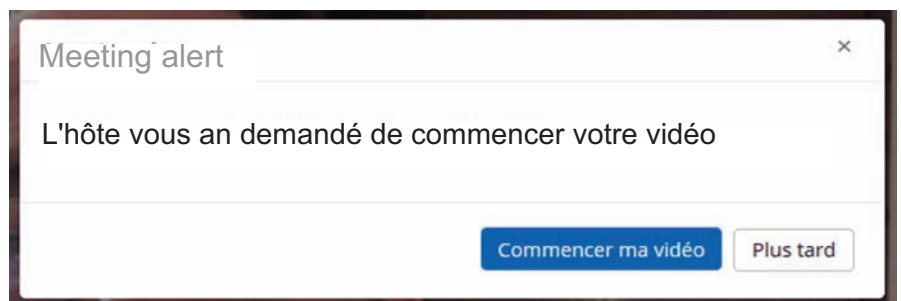 Meeting alert
×
L'hôte vous an demandé de commencer votre vidéo
Commencer ma vidéo Plus tard